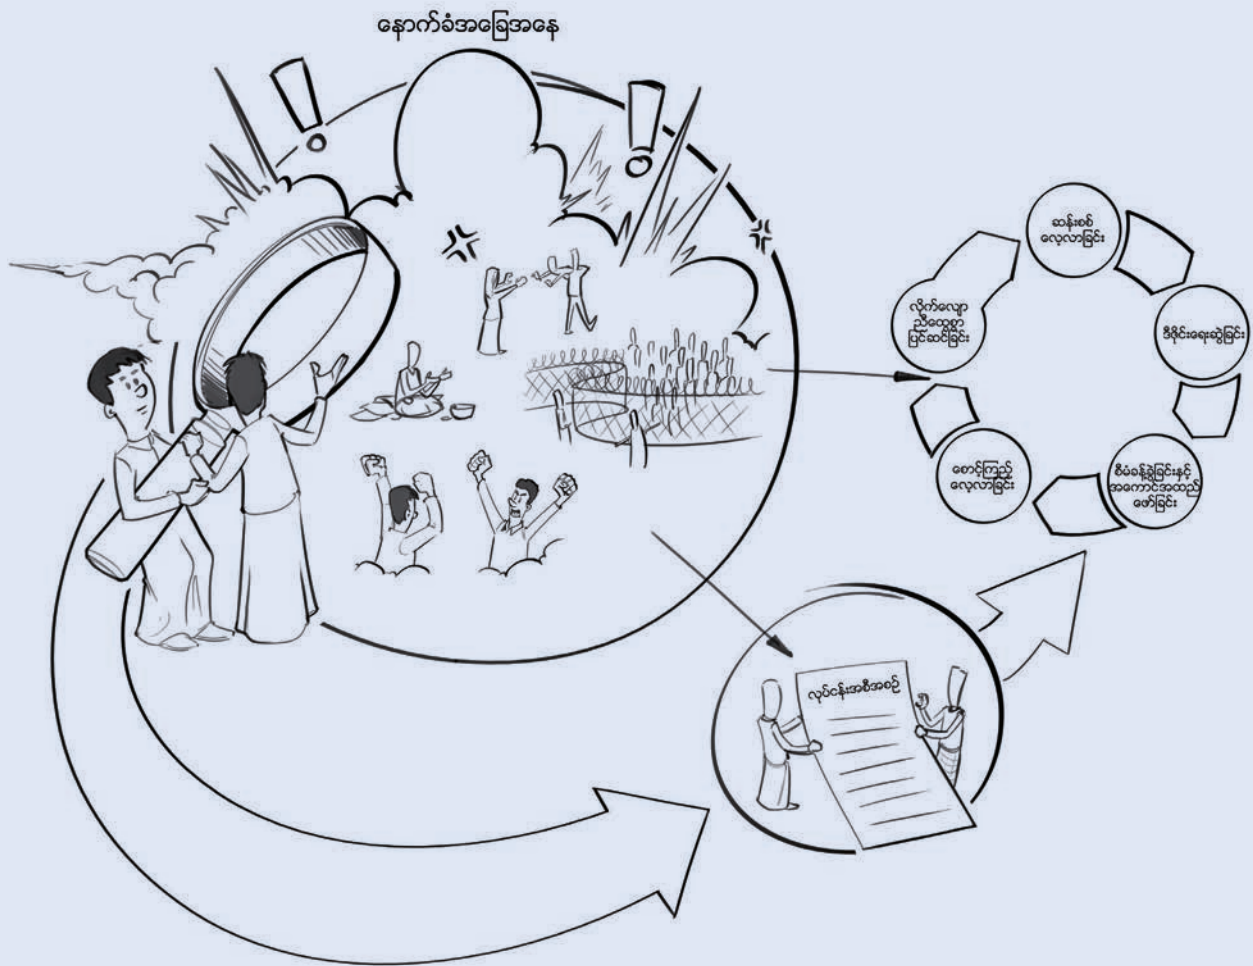 နောက်ခံအခြေအနေ
ဆန်းစစ်
လေ့လာခြင်း
ဒီဇိုင်းရေးဆွဲခြင်း
စီမံခန့်ခွဲခြင်းနှင့်
အကောင်အထည်
ဖော်ခြင်း
စောင့်ကြည့်
လေ့လာခြင်း
လိုက်လျော
ညီထွေစွာ
ပြင်ဆင်ခြင်း
လုပ်ငန်းအစီအစဉ်